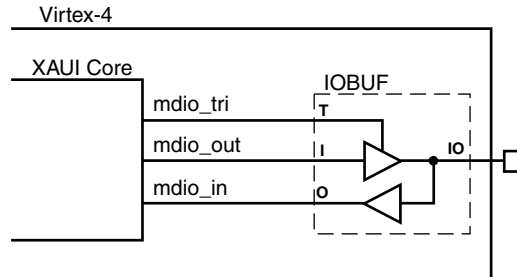 Virtex-4
XAUI Core
IOBUF
mdio_tri
T
mdio_out
I
IO
mdio_in
O